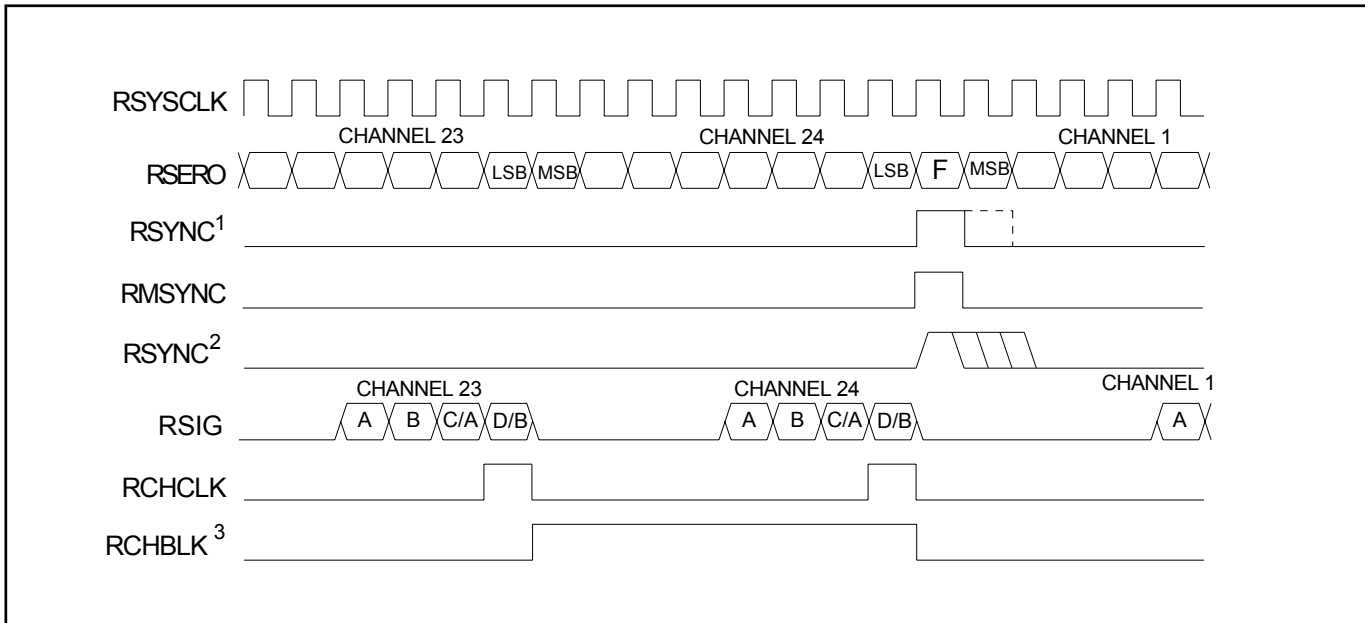 RSYSCLK
CHANNEL 23 CHANNEL 24 CHANNEL 1
RSERO LSB MSB LSB F MSB
RSYNC¹
RMSYNC
RSYNC²
CHANNEL 23 CHANNEL 24 CHANNEL 1
RSIG A B C/A D/B A B C/A D/B A
RCHCLK
RCHBLK³